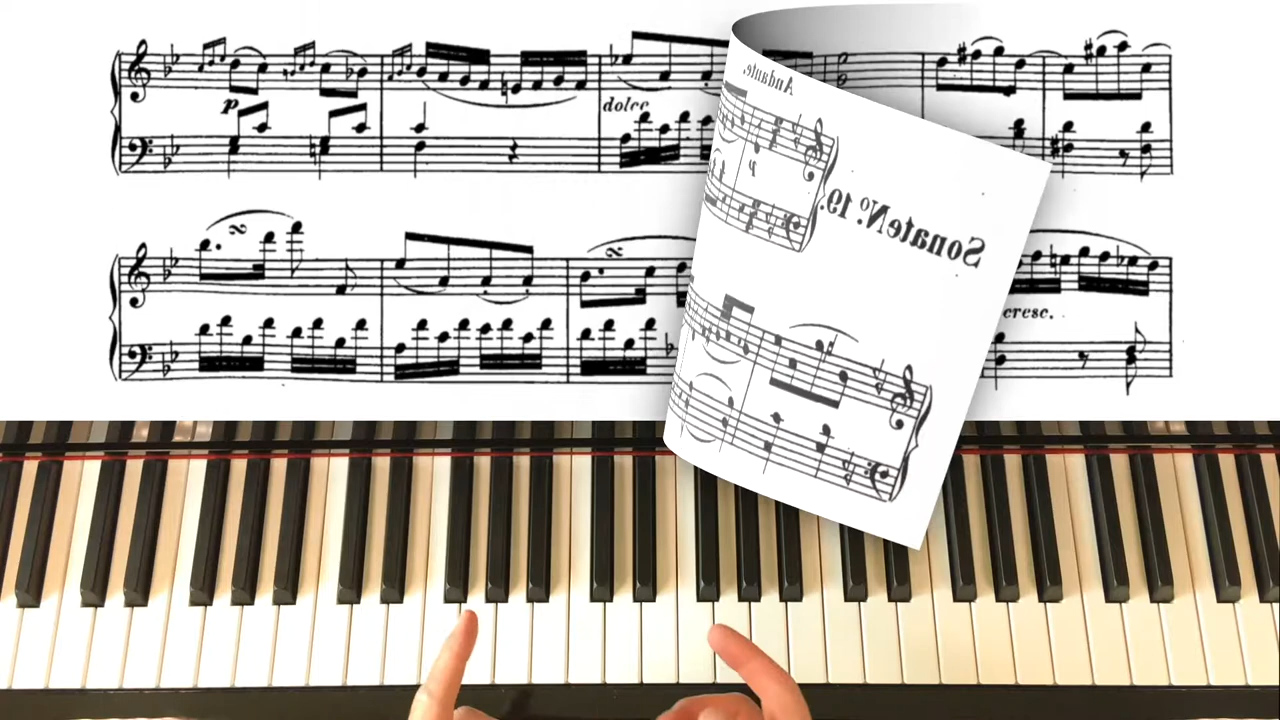 p
dolce
Andante.
Sonate Nº. 19.
p
cresc.